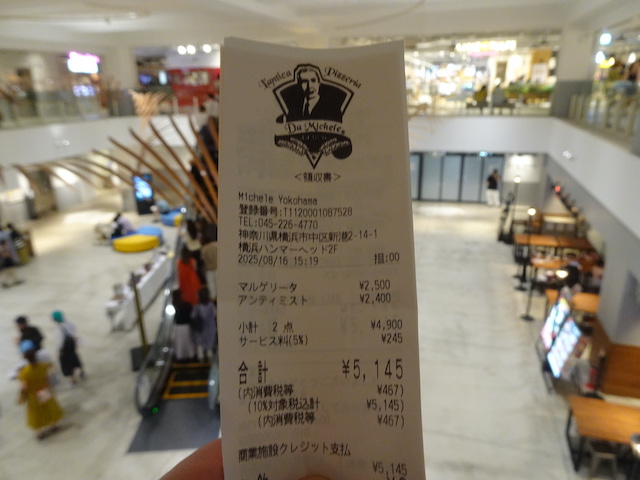 Antica Pizzeria
Da Michele
<領収書>
Michele Yokohama
登録番号:T1120001087528
TEL:045-226-4770
神奈川県横浜市中区新港2-14-1
横浜ハンマーヘッド2F
2025/08/16 15:19 担:00
マルゲリータ ¥2,500
アンティミスト ¥2,400
小計 2 点 ¥4,900
サービス料(5%) ¥245
合計 ¥5,145
(内消費税等 ¥467)
(10%対象税込計 ¥5,145)
(内消費税等 ¥467)
商業施設クレジット支払
¥5,145